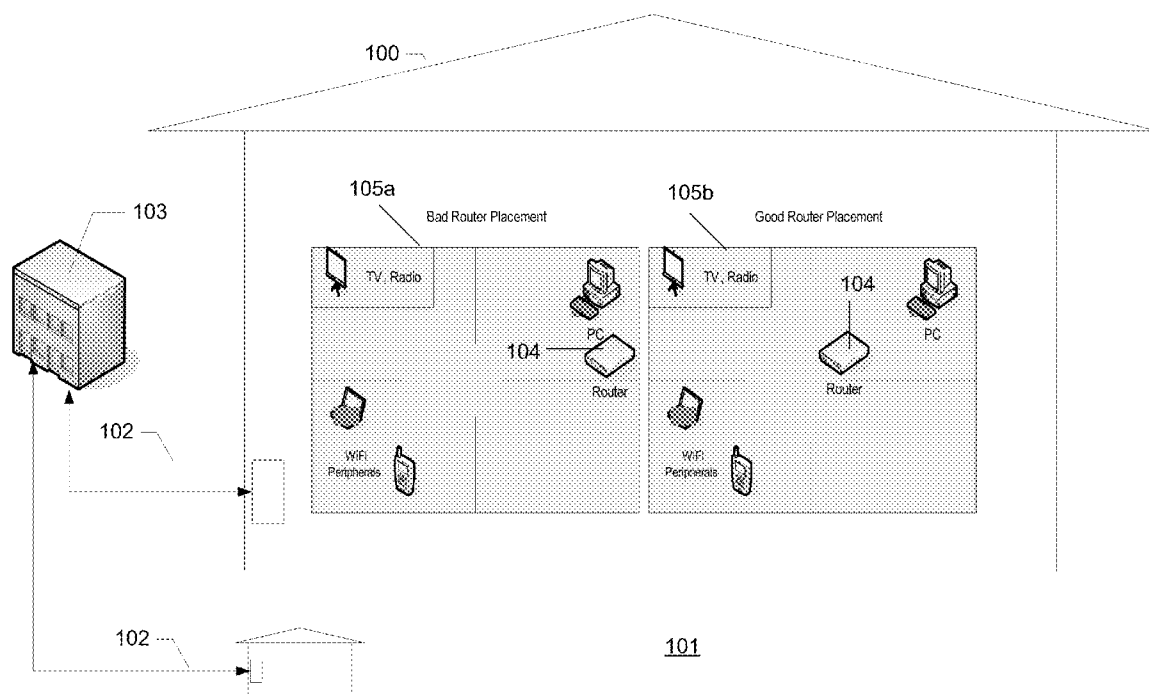 100
105a
105b
103
Bad Router Placement
Good Router Placement
TV , Radio
TV , Radio
104
PC
PC
104
Router
Router
102
WiFi
Peripherals
WiFi
Peripherals
102
101